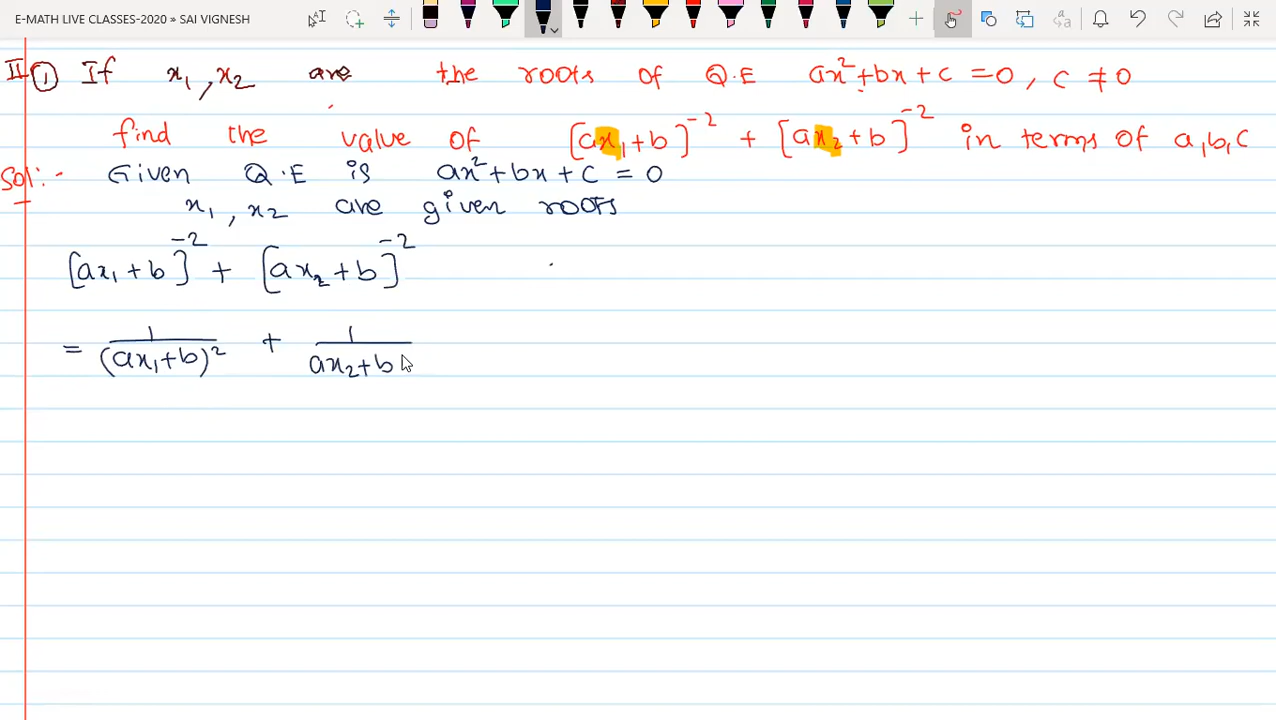 E-MATH LIVE CLASSES-2020 » SAI VIGNESH
II ① If x₁, x₂ are the roots of Q.E ax²+bx+c = 0, c ≠ 0
find the value of [ax₁+b]⁻² + [ax₂+b]⁻² in terms of a,b,c
Sol:- Given Q.E is ax²+bx+c = 0
x₁, x₂ are given roots
[ax₁+b]⁻² + [ax₂+b]⁻²
= 1/(ax₁+b)² + 1/ax₂+b